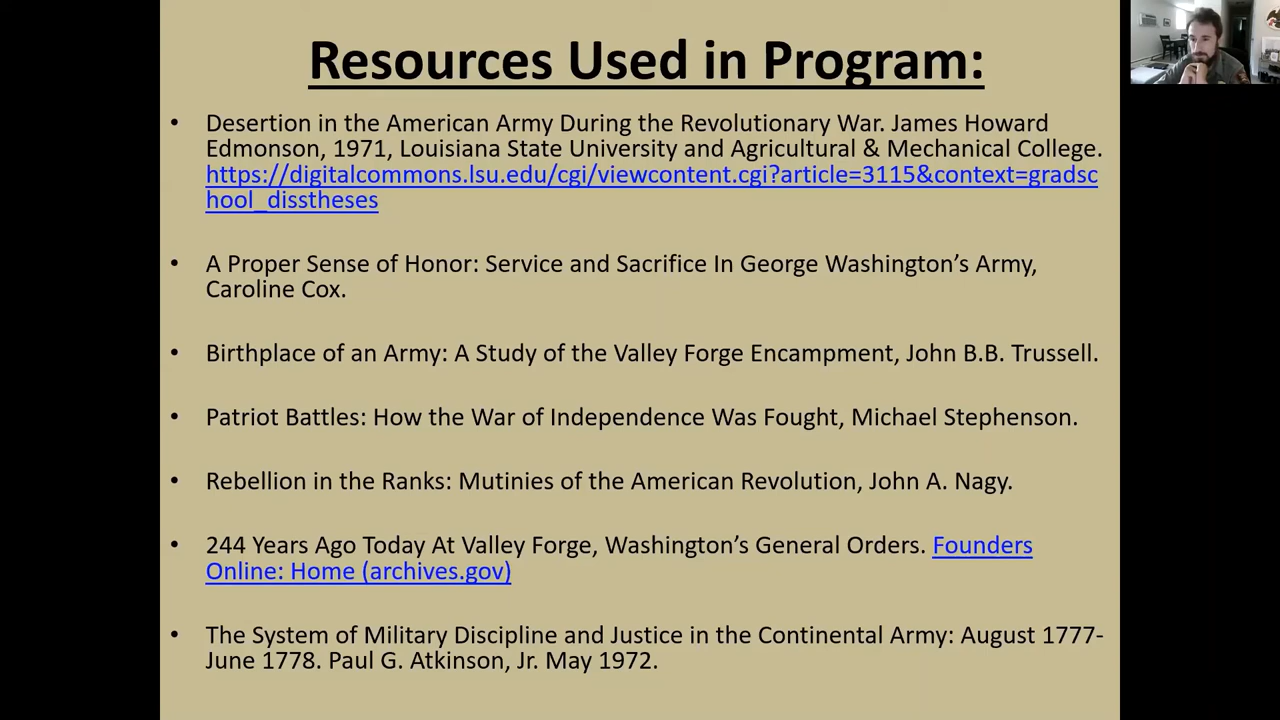 Resources Used in Program:
• Desertion in the American Army During the Revolutionary War. James Howard
Edmonson, 1971, Louisiana State University and Agricultural & Mechanical College.
https://digitalcommons.lsu.edu/cgi/viewcontent.cgi?article=3115&context=gradsc
hool_disstheses
• A Proper Sense of Honor: Service and Sacrifice In George Washington’s Army,
Caroline Cox.
• Birthplace of an Army: A Study of the Valley Forge Encampment, John B.B. Trussell.
• Patriot Battles: How the War of Independence Was Fought, Michael Stephenson.
• Rebellion in the Ranks: Mutinies of the American Revolution, John A. Nagy.
• 244 Years Ago Today At Valley Forge, Washington’s General Orders. Founders
Online: Home (archives.gov)
• The System of Military Discipline and Justice in the Continental Army: August 1777-
June 1778. Paul G. Atkinson, Jr. May 1972.